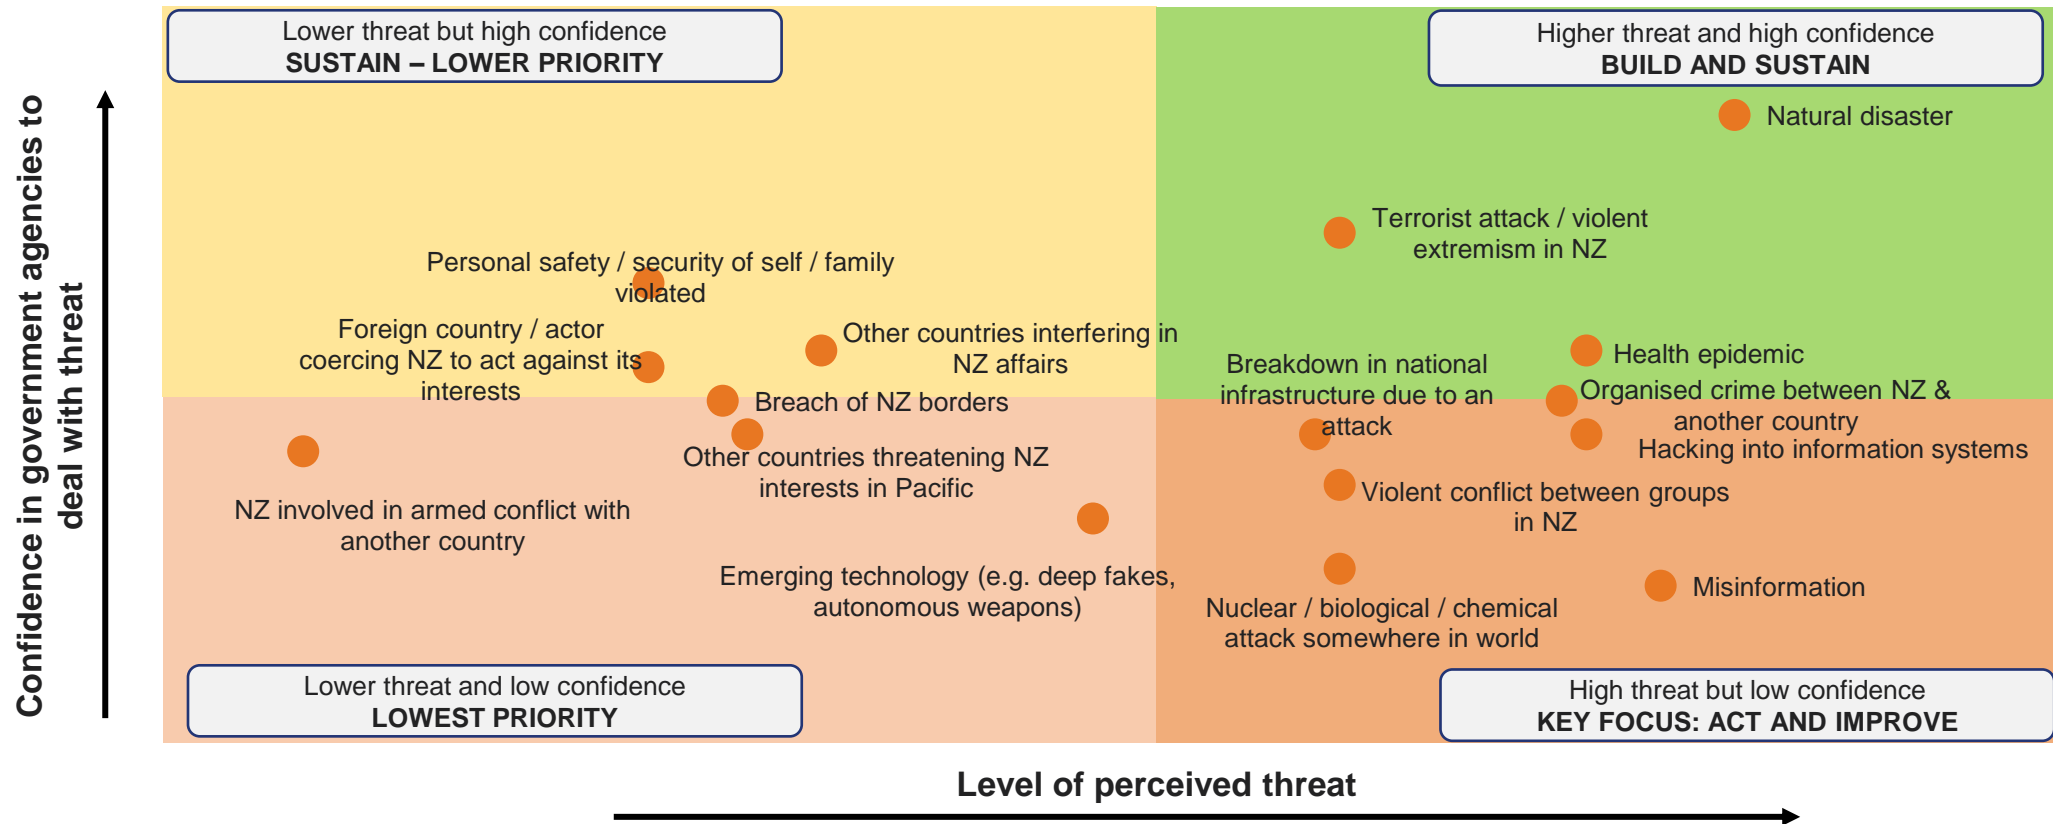 Lower threat but high confidence
SUSTAIN – LOWER PRIORITY
Higher threat and high confidence
BUILD AND SUSTAIN
Confidence in government agencies to
deal with threat
Natural disaster
Terrorist attack / violent
extremism in NZ
Personal safety / security of self / family
violated
Foreign country / actor
coercing NZ to act against its
interests
Other countries interfering in
NZ affairs
Breakdown in national
infrastructure due to an
attack
Health epidemic
Organised crime between NZ &
another country
Breach of NZ borders
Hacking into information systems
Other countries threatening NZ
interests in Pacific
Violent conflict between groups
in NZ
NZ involved in armed conflict with
another country
Emerging technology (e.g. deep fakes,
autonomous weapons)
Nuclear / biological / chemical
attack somewhere in world
Misinformation
Lower threat and low confidence
LOWEST PRIORITY
High threat but low confidence
KEY FOCUS: ACT AND IMPROVE
Level of perceived threat